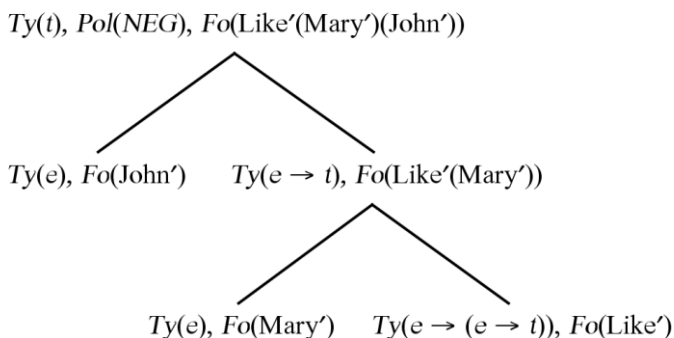 Ty(t), Pol(NEG), Fo(Like′(Mary′)(John′))
Ty(e), Fo(John′) Ty(e → t), Fo(Like′(Mary′))
Ty(e), Fo(Mary′) Ty(e → (e → t)), Fo(Like′)